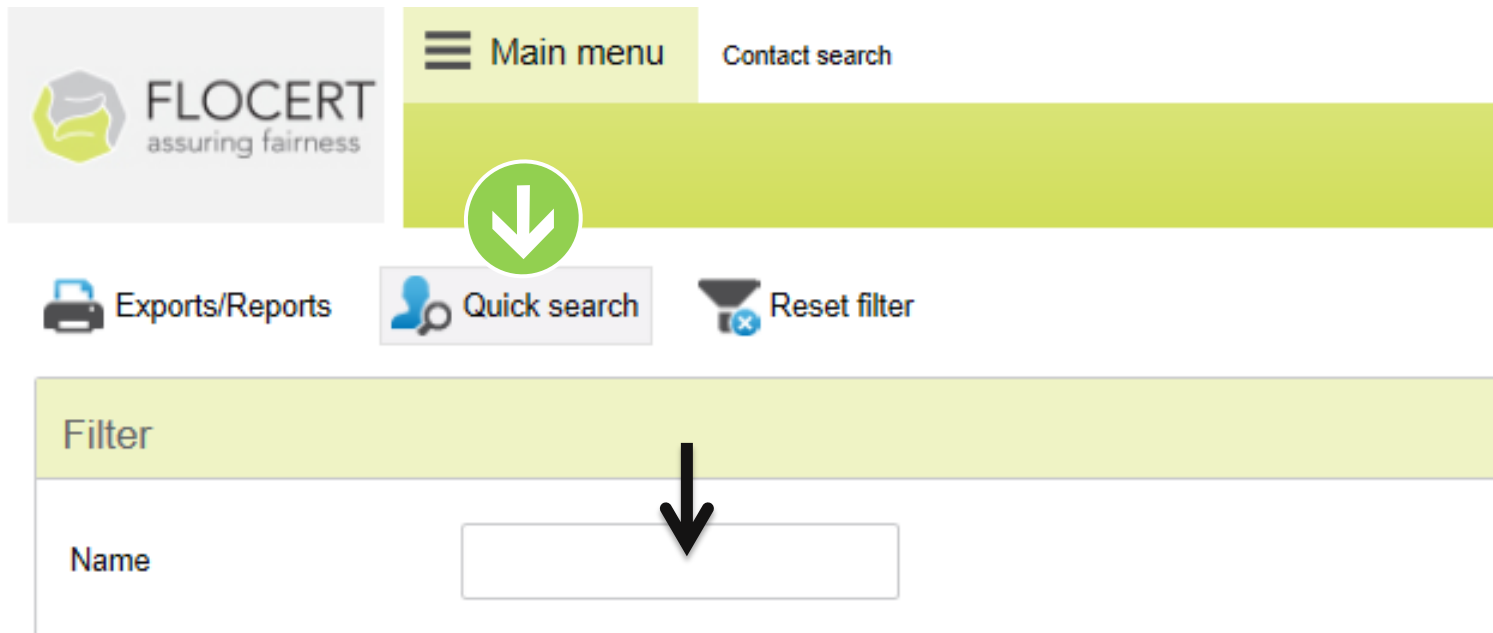 FLOCERT
assuring fairness
Main menu
Contact search
Exports/Reports
Quick search
Reset filter
Filter
Name